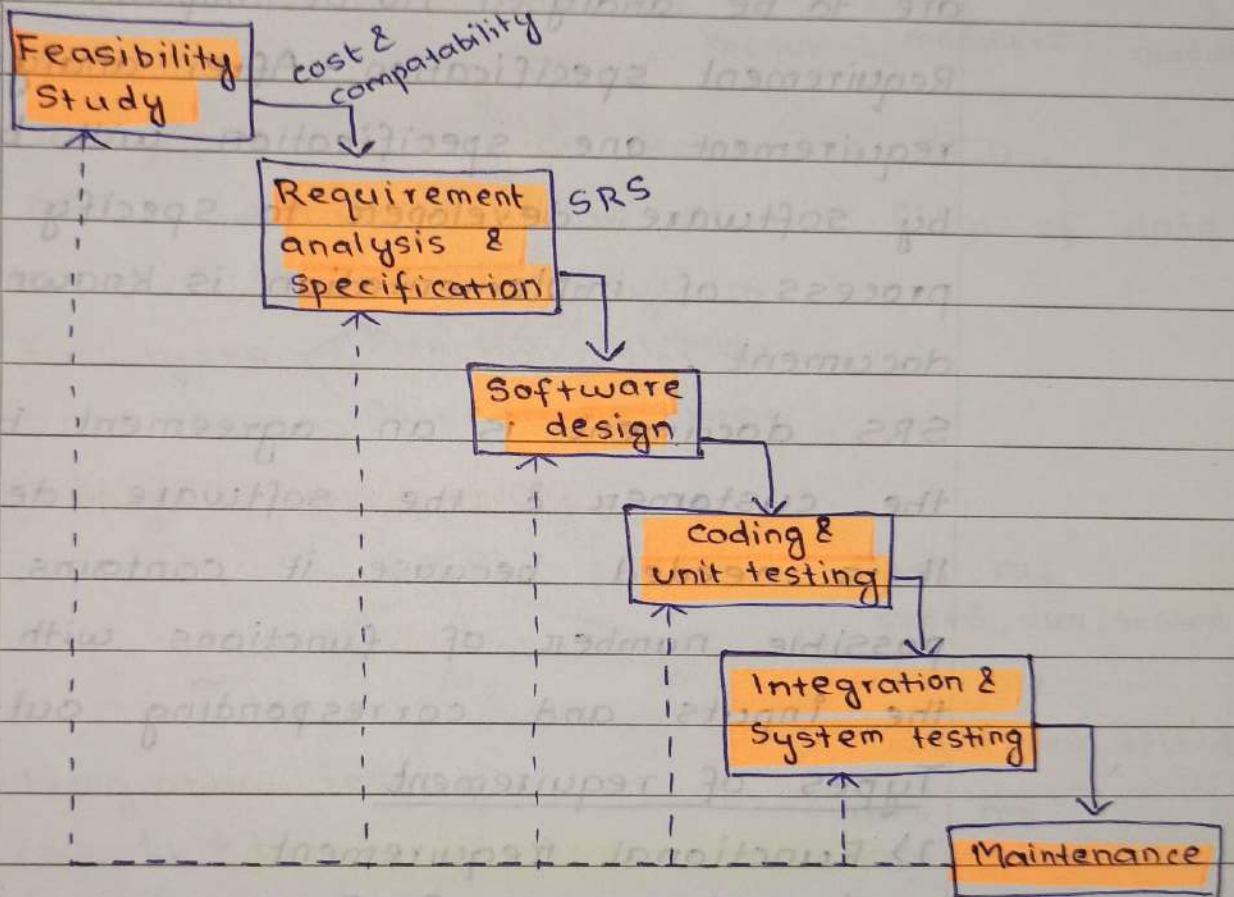 Feasibility
Study
cost &
compatability
Requirement
analysis &
specification
SRS
Software
design
coding &
unit testing
Integration &
System testing
Maintenance